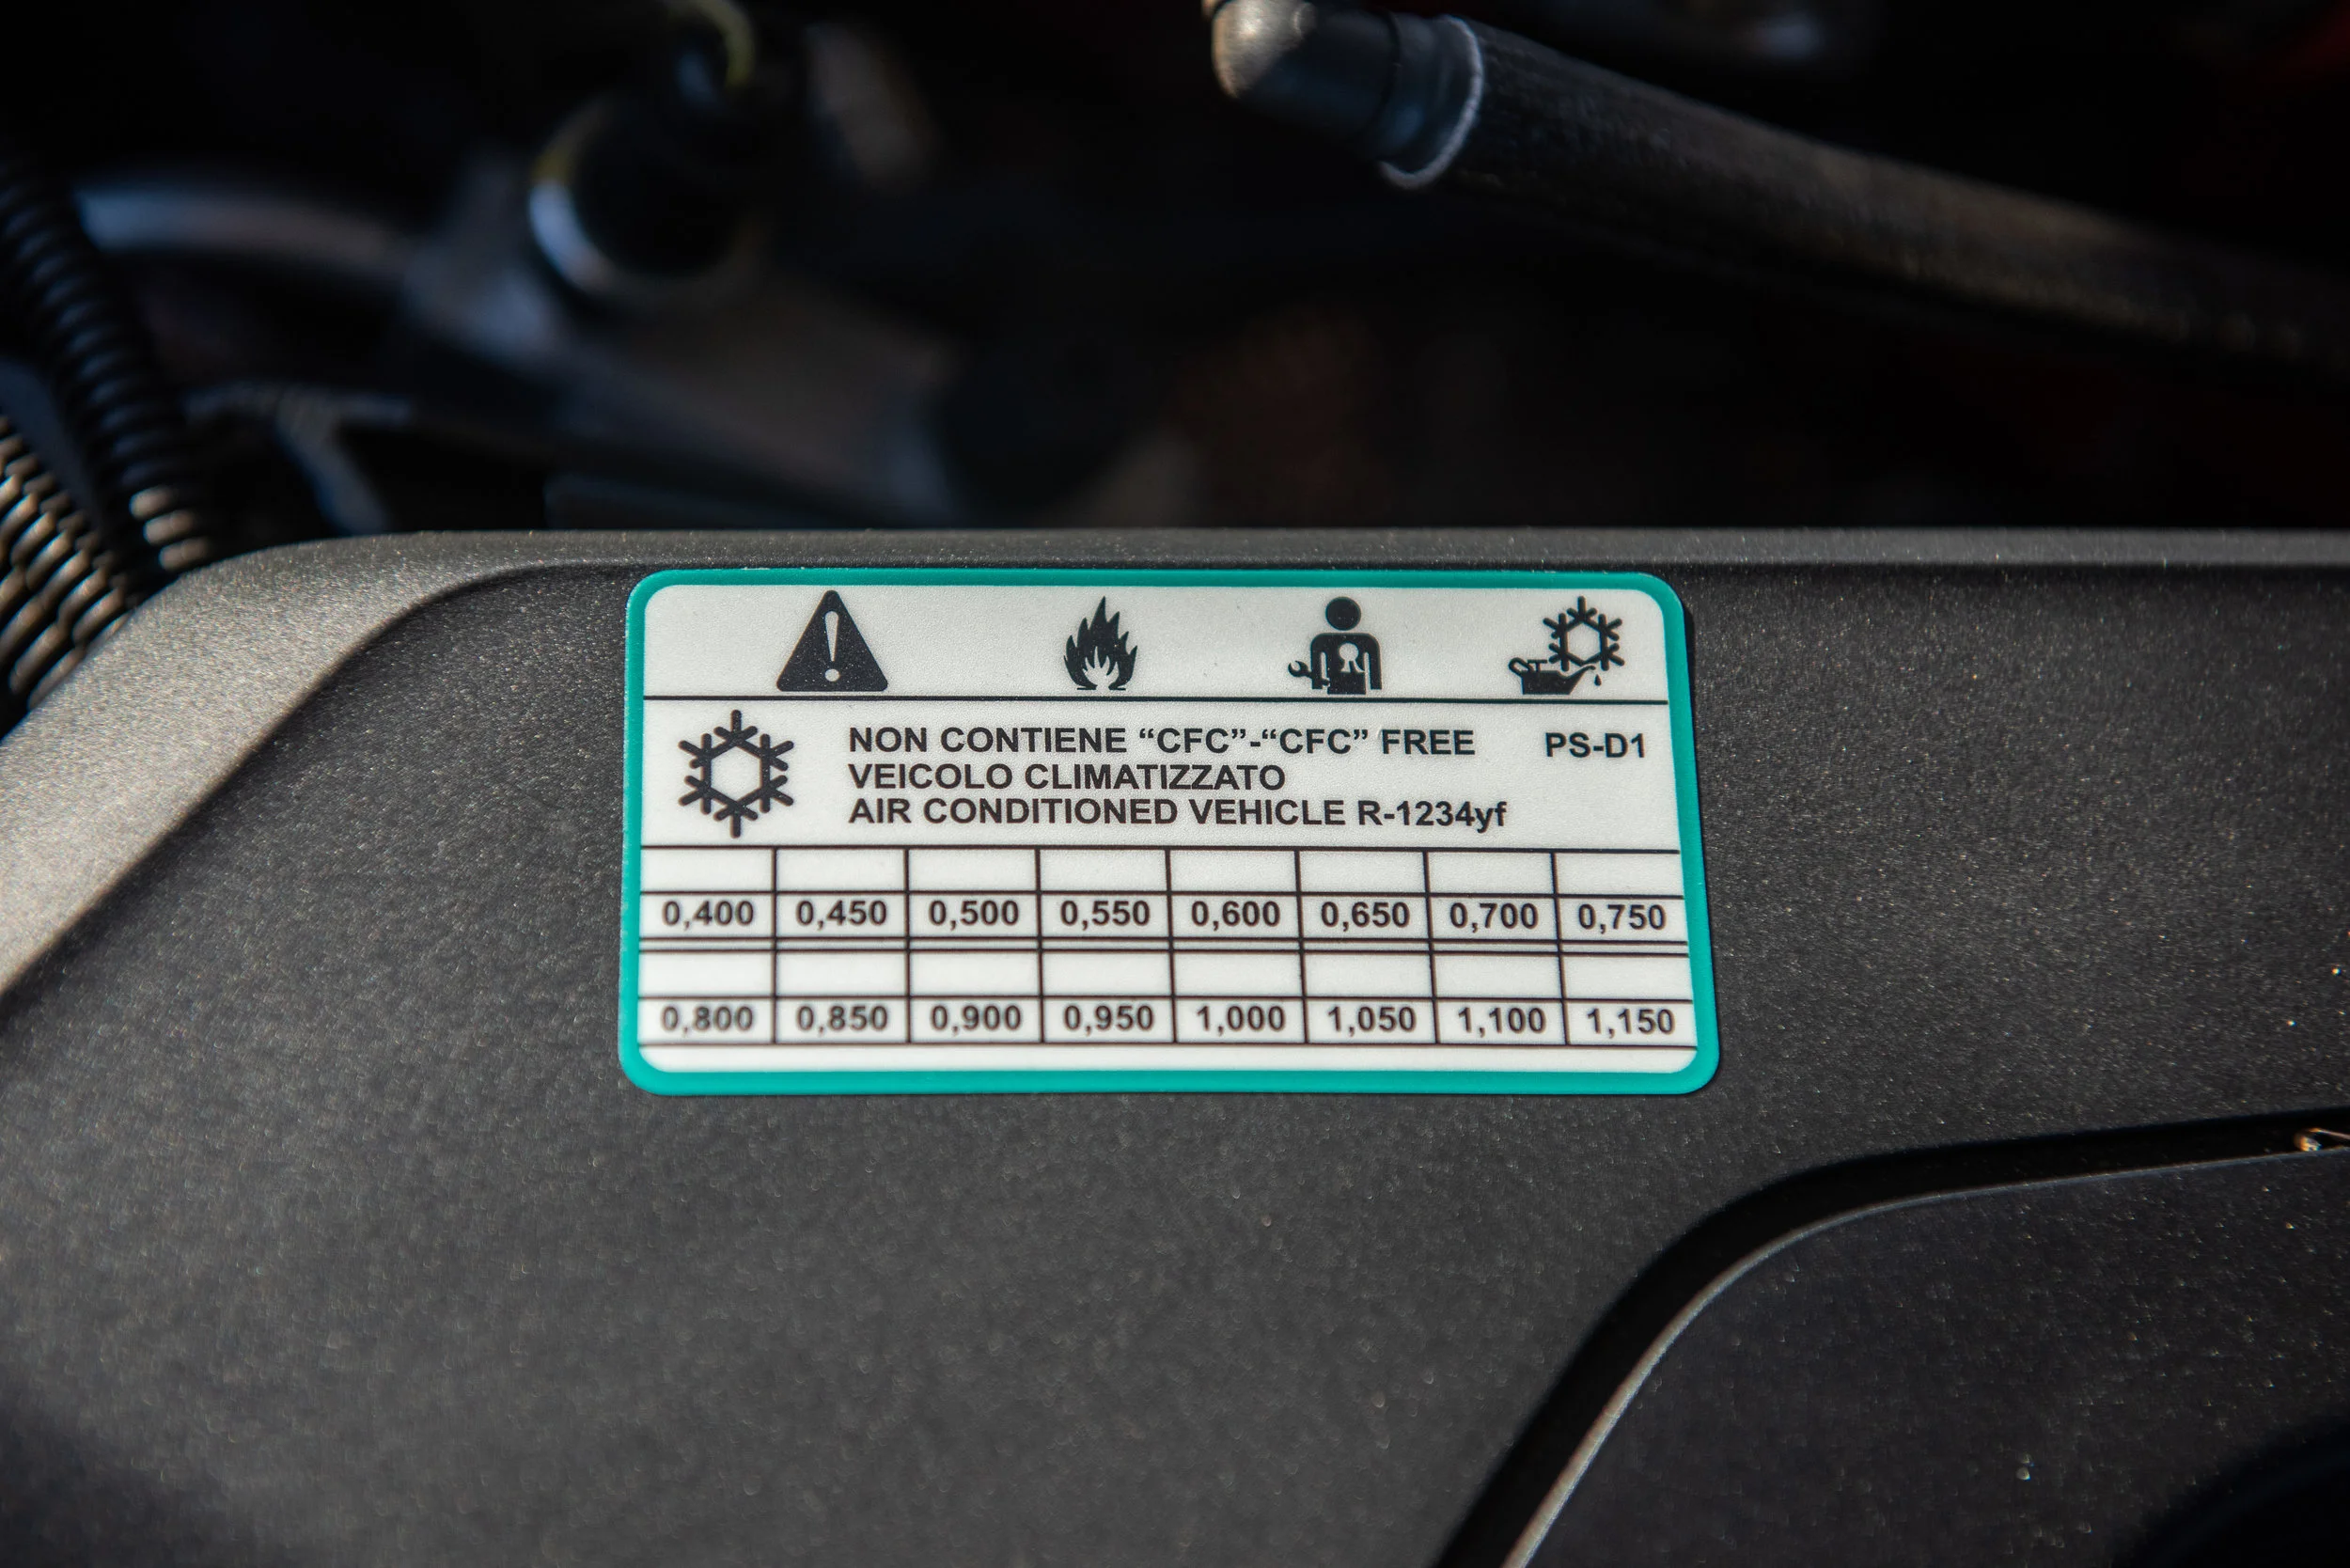 NON CONTIENE “CFC”-“CFC” FREE PS-D1
VEICOLO CLIMATIZZATO
AIR CONDITIONED VEHICLE R-1234yf
0,400 0,450 0,500 0,550 0,600 0,650 0,700 0,750
0,800 0,850 0,900 0,950 1,000 1,050 1,100 1,150